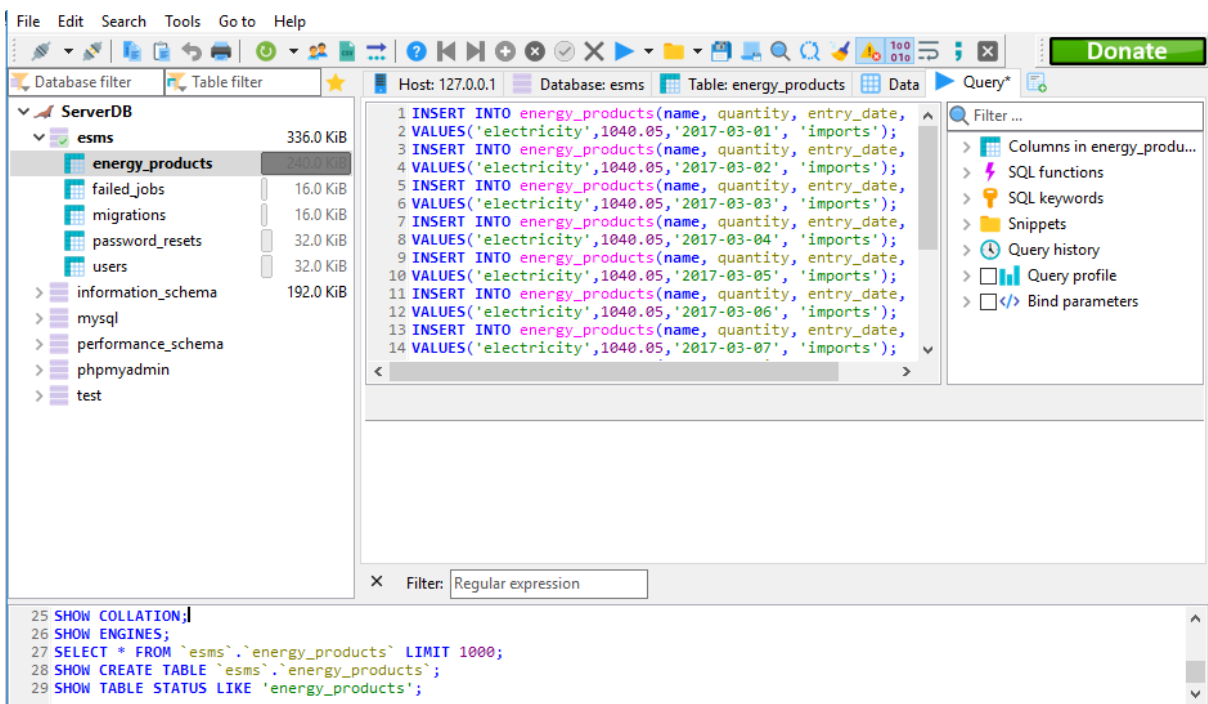 File Edit Search Tools Go to Help
Donate
Database filter Table filter
Host: 127.0.0.1 Database: esms Table: energy_products Data Query*
ServerDB
esms 336.0 KiB
energy_products 240.0 KiB
failed_jobs 16.0 KiB
migrations 16.0 KiB
password_resets 32.0 KiB
users 32.0 KiB
information_schema 192.0 KiB
mysql
performance_schema
phpmyadmin
test
1 INSERT INTO energy_products(name, quantity, entry_date,
2 VALUES('electricity',1040.05,'2017-03-01', 'imports');
3 INSERT INTO energy_products(name, quantity, entry_date,
4 VALUES('electricity',1040.05,'2017-03-02', 'imports');
5 INSERT INTO energy_products(name, quantity, entry_date,
6 VALUES('electricity',1040.05,'2017-03-03', 'imports');
7 INSERT INTO energy_products(name, quantity, entry_date,
8 VALUES('electricity',1040.05,'2017-03-04', 'imports');
9 INSERT INTO energy_products(name, quantity, entry_date,
10 VALUES('electricity',1040.05,'2017-03-05', 'imports');
11 INSERT INTO energy_products(name, quantity, entry_date,
12 VALUES('electricity',1040.05,'2017-03-06', 'imports');
13 INSERT INTO energy_products(name, quantity, entry_date,
14 VALUES('electricity',1040.05,'2017-03-07', 'imports');
Filter ...
Columns in energy_produ...
SQL functions
SQL keywords
Snippets
Query history
Query profile
Bind parameters
Filter: Regular expression
25 SHOW COLLATION;
26 SHOW ENGINES;
27 SELECT * FROM `esms`.`energy_products` LIMIT 1000;
28 SHOW CREATE TABLE `esms`.`energy_products`;
29 SHOW TABLE STATUS LIKE 'energy_products';